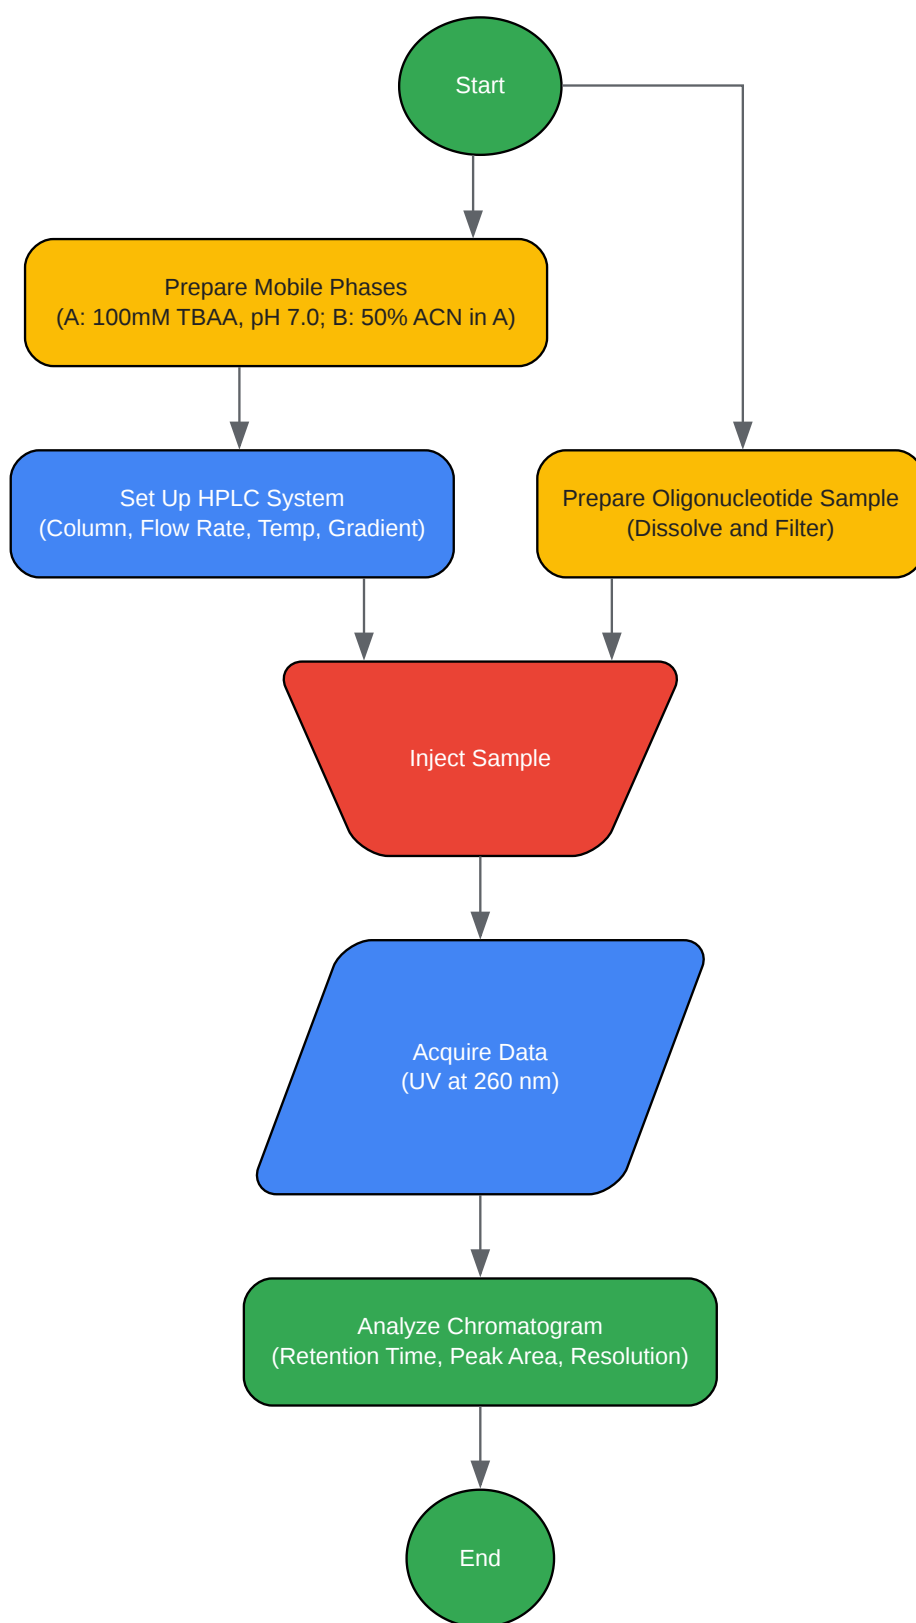 Start
Prepare Mobile Phases
(A: 100mM TBAA, pH 7.0; B: 50% ACN in A)
Set Up HPLC System
(Column, Flow Rate, Temp, Gradient)
Prepare Oligonucleotide Sample
(Dissolve and Filter)
Inject Sample
Acquire Data
(UV at 260 nm)
Analyze Chromatogram
(Retention Time, Peak Area, Resolution)
End